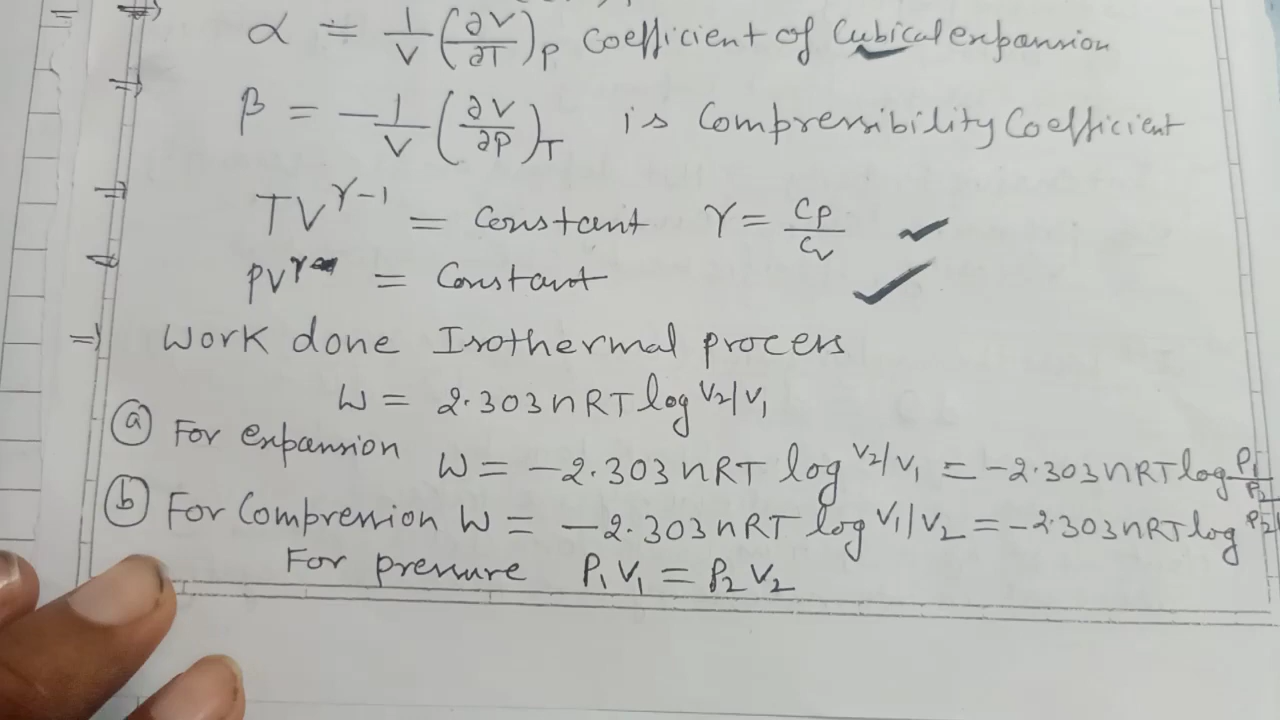 =) α = 1/V (∂V/∂T)P Coefficient of Cubical expansion
=) β = -1/V (∂V/∂P)T is Compressibility Coefficient
=) TV^γ-1 = Constant γ = CP/CV
=) PV^γ = Constant
=) Work done Isothermal process
W = 2.303 nRT log V2/V1
(a) For expansion W = -2.303 nRT log V2/V1 = -2.303 nRT log P1/P2
(b) For Compression W = -2.303 nRT log V1/V2 = -2.303 nRT log P2/
For pressure P1V1 = P2V2